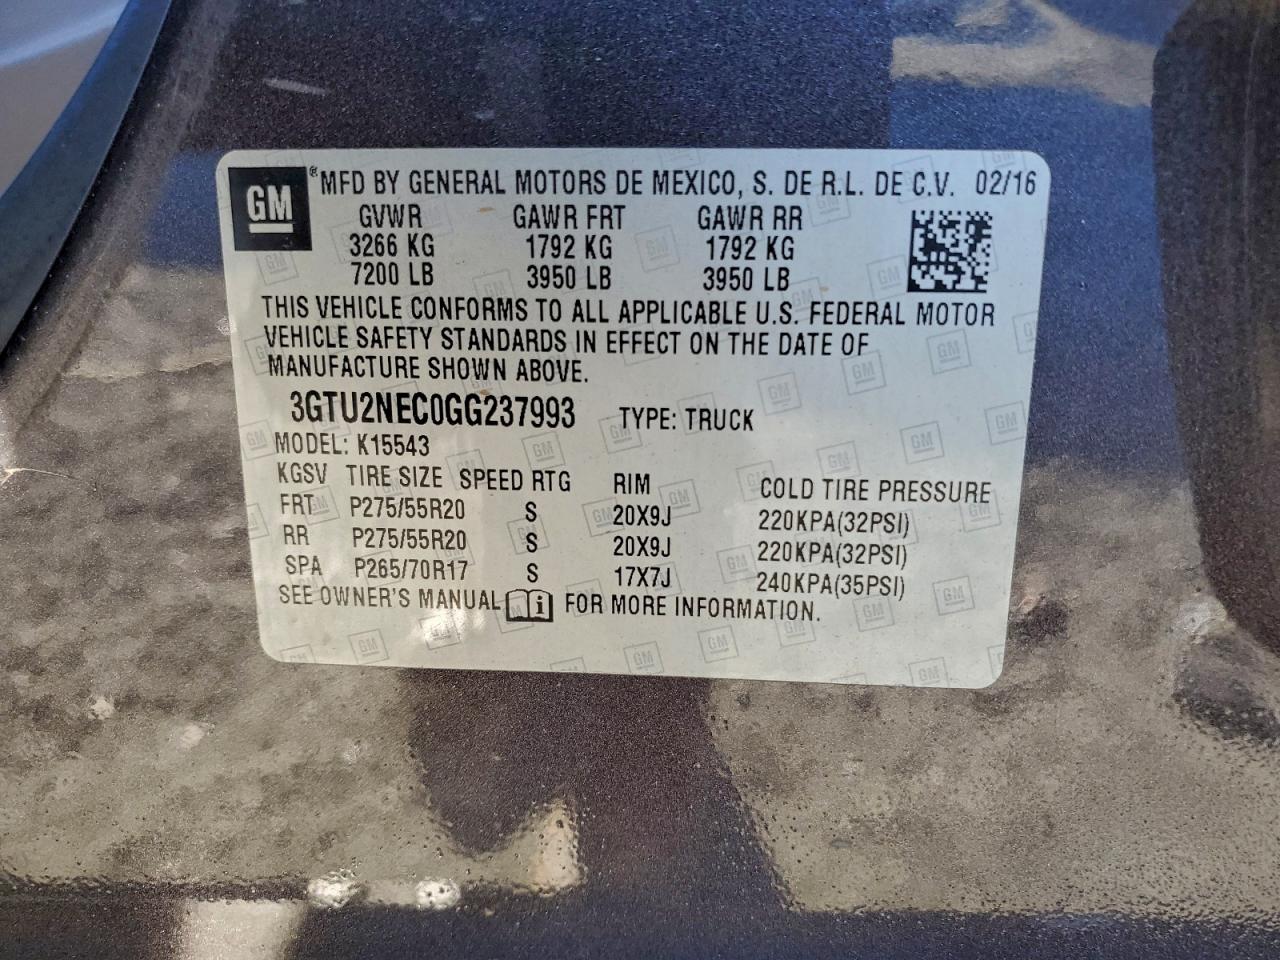 GM ® MFD BY GENERAL MOTORS DE MEXICO, S. DE R.L. DE C.V. 02/16
GVWR GAWR FRT GAWR RR
3266 KG 1792 KG 1792 KG
7200 LB 3950 LB 3950 LB
THIS VEHICLE CONFORMS TO ALL APPLICABLE U.S. FEDERAL MOTOR
VEHICLE SAFETY STANDARDS IN EFFECT ON THE DATE OF
MANUFACTURE SHOWN ABOVE.
3GTU2NEC0GG237993 TYPE: TRUCK
MODEL: K15543
KGSV TIRE SIZE SPEED RTG RIM COLD TIRE PRESSURE
FRT P275/55R20 S 20X9J 220KPA(32PSI)
RR P275/55R20 S 20X9J 220KPA(32PSI)
SPA P265/70R17 S 17X7J 240KPA(35PSI)
SEE OWNER'S MANUAL i FOR MORE INFORMATION.